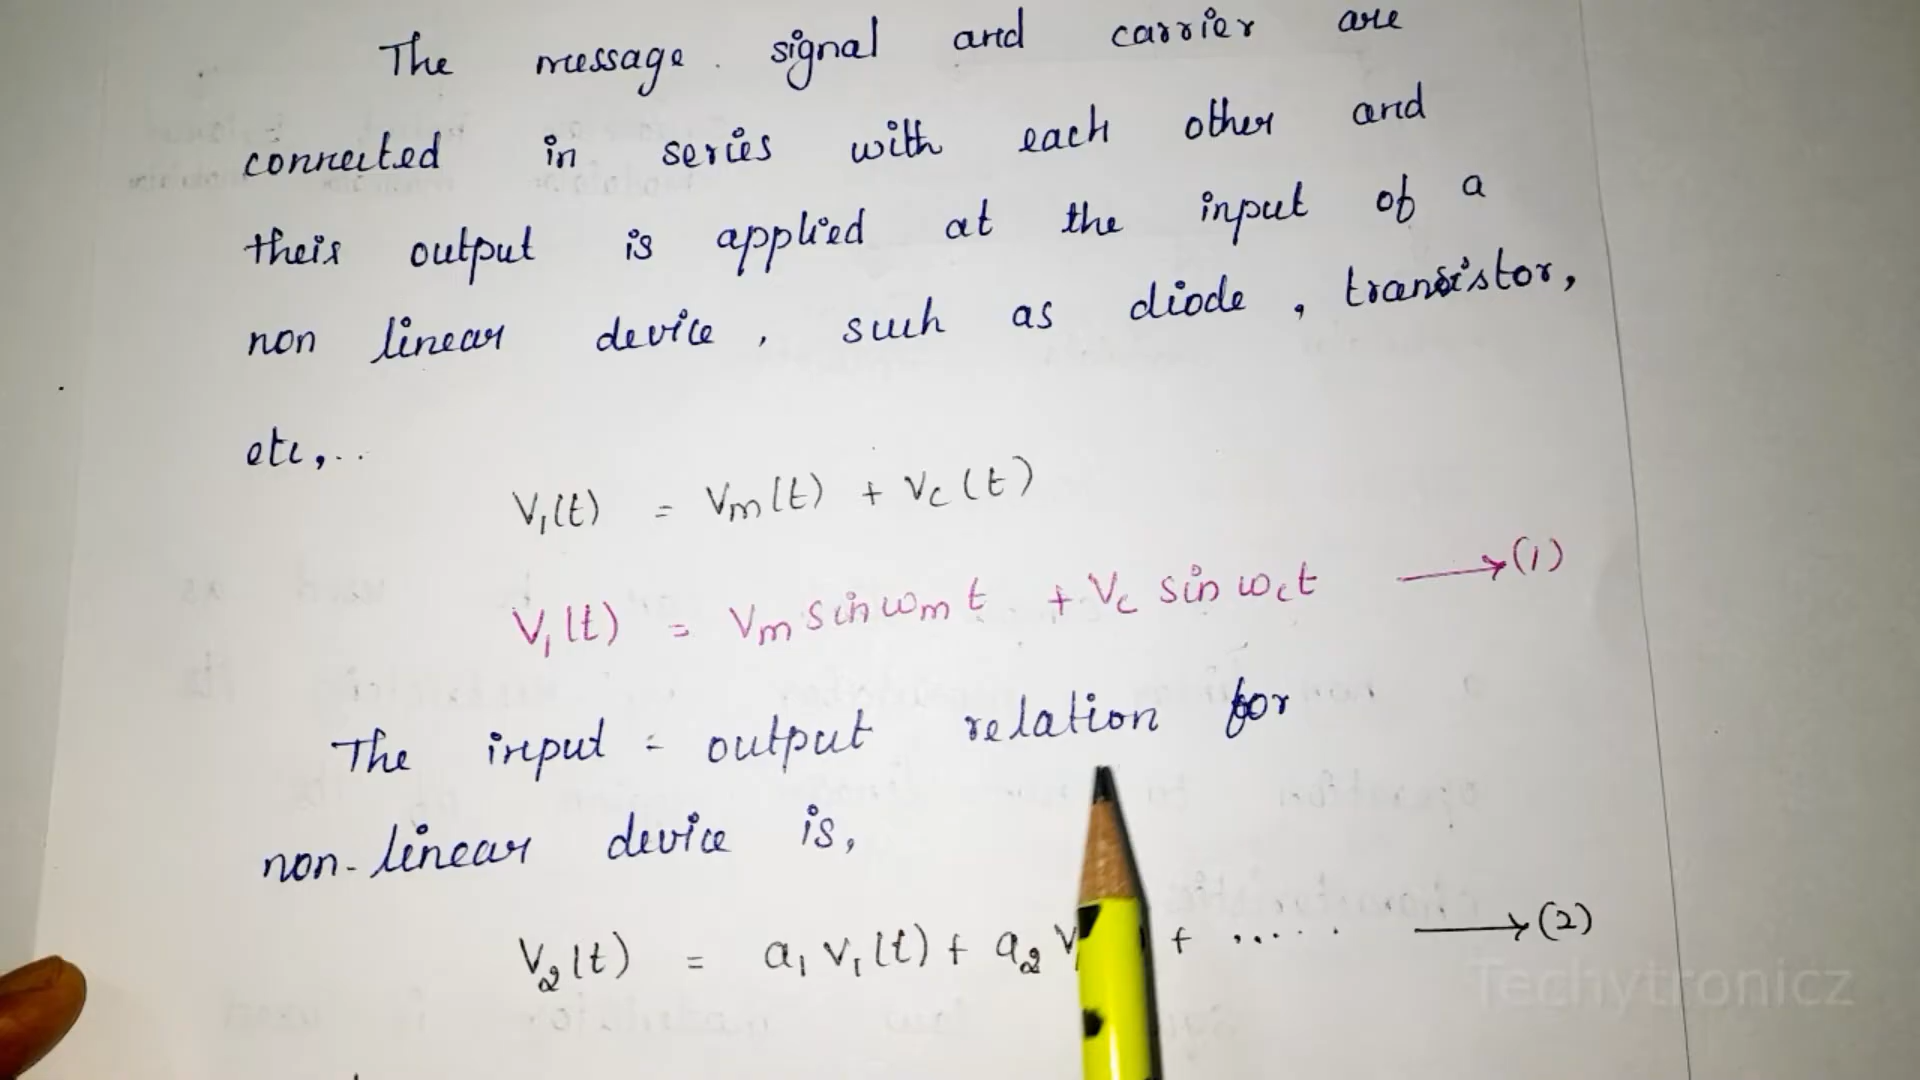 The message signal and carrier are
connected in series with each other and
their output is applied at the input of a
non linear device, such as diode, transistor,
etc,..
V₁(t) = Vm(t) + Vc(t)
V₁(t) = Vm sin ωm t + Vc sin ωc t → (1)
The input - output relation for
non-linear device is,
V₂(t) = a₁ V₁(t) + a₂ V + ..... → (2)
Techytronicz